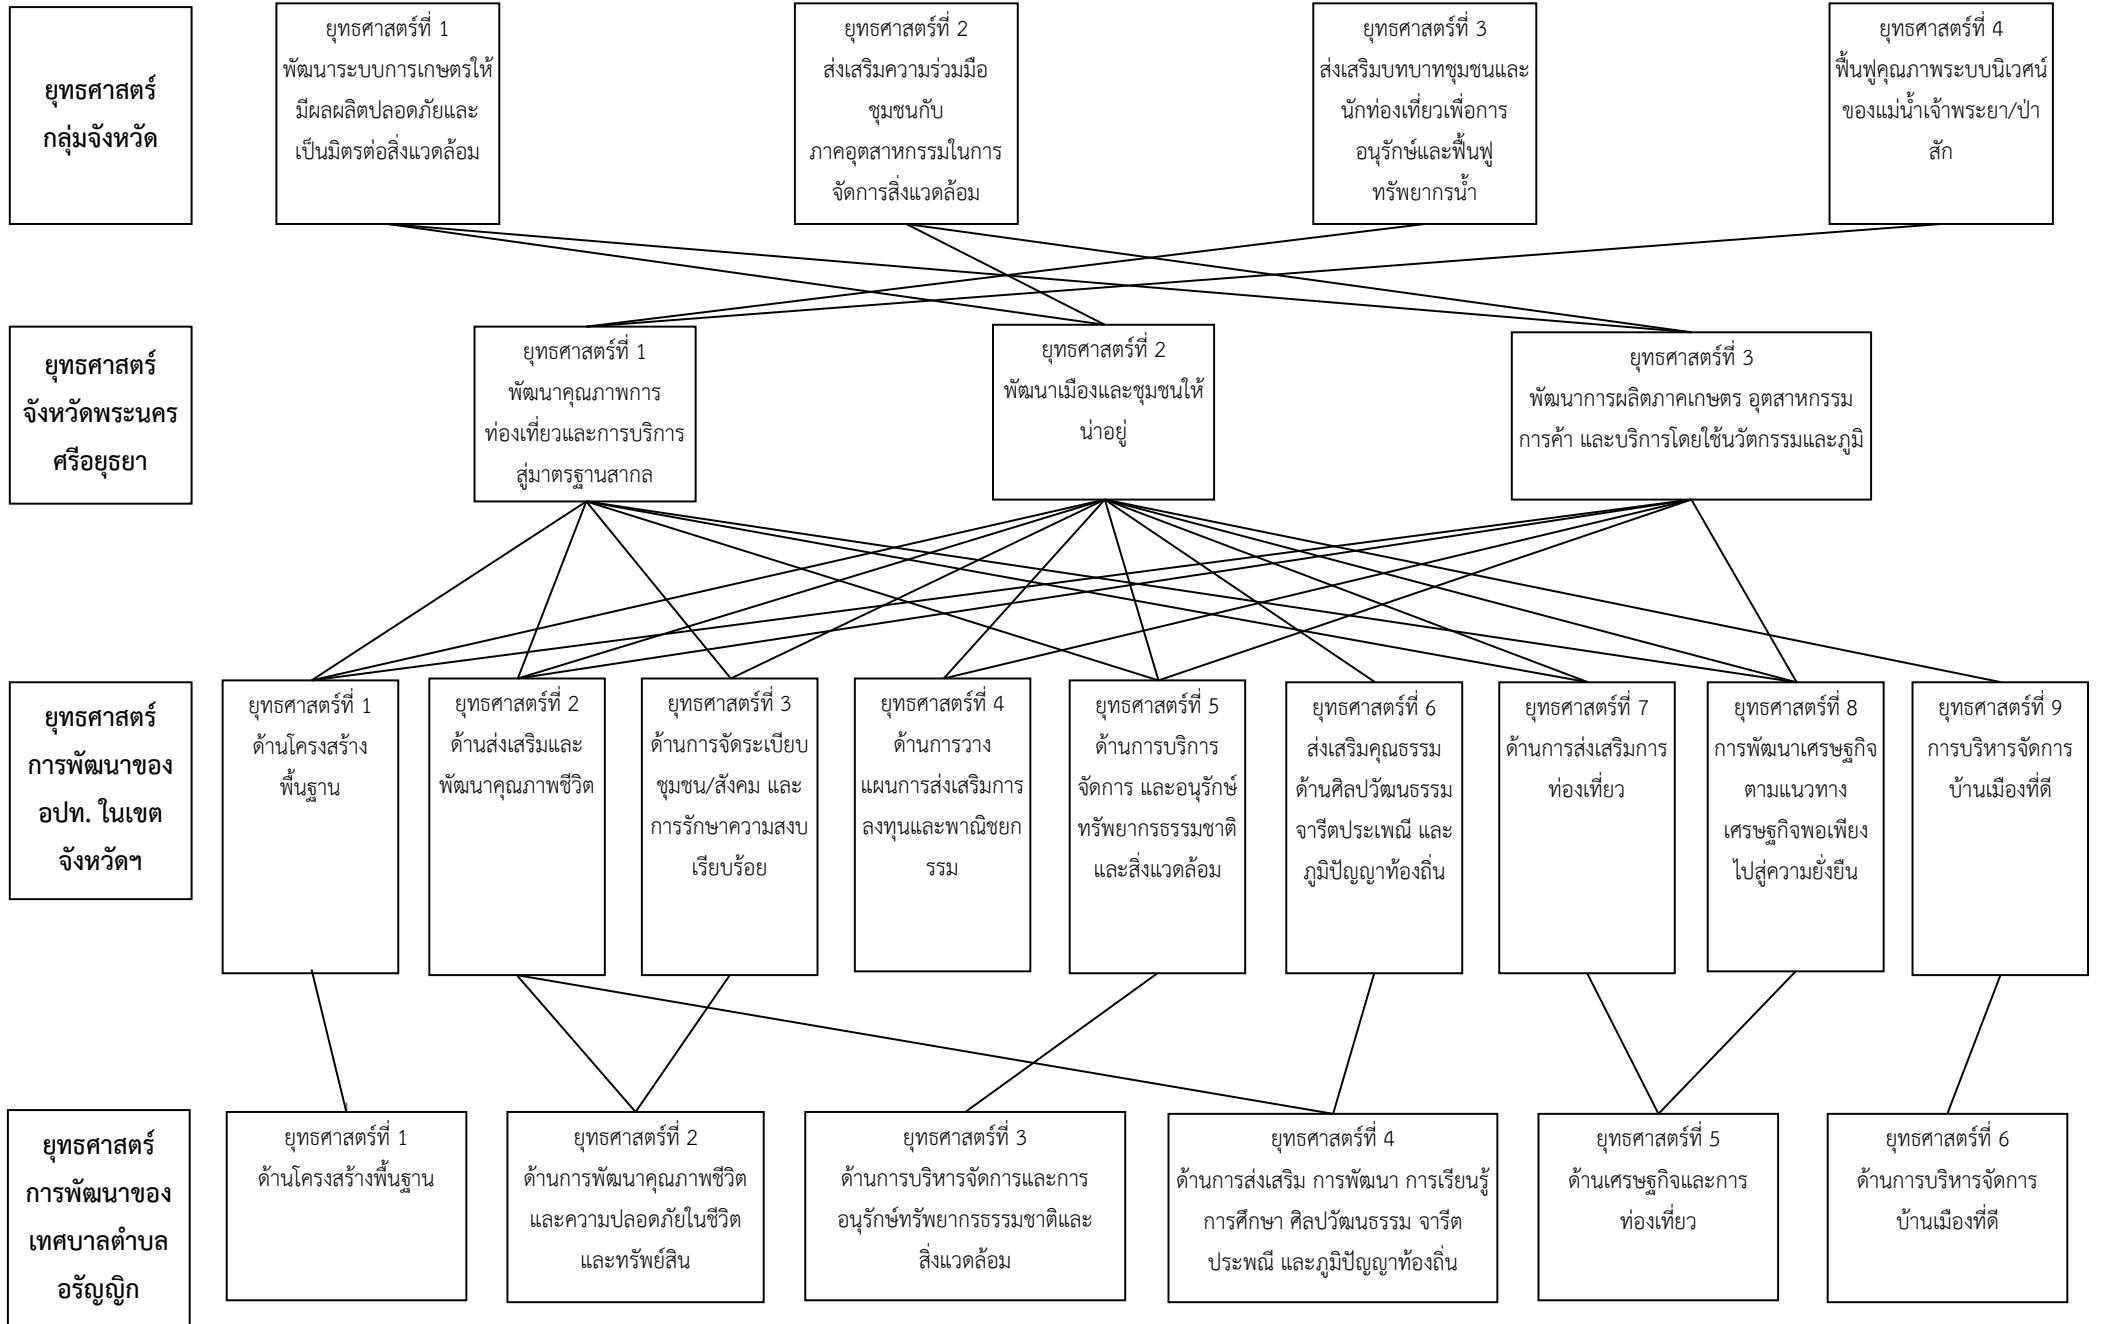 ยุทธศาสตร์
กลุ่มจังหวัด
ยุทธศาสตร์ที่ 1
พัฒนาระบบการเกษตรให้
มีผลผลิตปลอดภัยและ
เป็นมิตรต่อสิ่งแวดล้อม
ยุทธศาสตร์ที่ 2
ส่งเสริมความร่วมมือ
ชุมชนกับ
ภาคอุตสาหกรรมในการ
จัดการสิ่งแวดล้อม
ยุทธศาสตร์ที่ 3
ส่งเสริมบทบาทชุมชนและ
นักท่องเที่ยวเพื่อการ
อนุรักษ์และฟื้นฟู
ทรัพยากรน้ำ
ยุทธศาสตร์ที่ 4
ฟื้นฟูคุณภาพระบบนิเวศน์
ของแม่น้ำเจ้าพระยา/ป่า
สัก
ยุทธศาสตร์
จังหวัดพระนคร
ศรีอยุธยา
ยุทธศาสตร์ที่ 1
พัฒนาคุณภาพการ
ท่องเที่ยวและการบริการ
สู่มาตรฐานสากล
ยุทธศาสตร์ที่ 2
พัฒนาเมืองและชุมชนให้
น่าอยู่
ยุทธศาสตร์ที่ 3
พัฒนาการผลิตภาคเกษตร อุตสาหกรรม
การค้า และบริการโดยใช้นวัตกรรมและภูมิ
ยุทธศาสตร์
การพัฒนาของ
อปท. ในเขต
จังหวัดฯ
ยุทธศาสตร์ที่ 1
ด้านโครงสร้าง
พื้นฐาน
ยุทธศาสตร์ที่ 2
ด้านส่งเสริมและ
พัฒนาคุณภาพชีวิต
ยุทธศาสตร์ที่ 3
ด้านการจัดระเบียบ
ชุมชน/สังคม และ
การรักษาความสงบ
เรียบร้อย
ยุทธศาสตร์ที่ 4
ด้านการวาง
แผนการส่งเสริมการ
ลงทุนและพาณิชยก
รรม
ยุทธศาสตร์ที่ 5
ด้านการบริการ
จัดการ และอนุรักษ์
ทรัพยากรธรรมชาติ
และสิ่งแวดล้อม
ยุทธศาสตร์ที่ 6
ส่งเสริมคุณธรรม
ด้านศิลปวัฒนธรรม
จารีตประเพณี และ
ภูมิปัญญาท้องถิ่น
ยุทธศาสตร์ที่ 7
ด้านการส่งเสริมการ
ท่องเที่ยว
ยุทธศาสตร์ที่ 8
การพัฒนาเศรษฐกิจ
ตามแนวทาง
เศรษฐกิจพอเพียง
ไปสู่ความยั่งยืน
ยุทธศาสตร์ที่ 9
การบริหารจัดการ
บ้านเมืองที่ดี
ยุทธศาสตร์
การพัฒนาของ
เทศบาลตำบล
อรัญญิก
ยุทธศาสตร์ที่ 1
ด้านโครงสร้างพื้นฐาน
ยุทธศาสตร์ที่ 2
ด้านการพัฒนาคุณภาพชีวิต
และความปลอดภัยในชีวิต
และทรัพย์สิน
ยุทธศาสตร์ที่ 3
ด้านการบริหารจัดการและการ
อนุรักษ์ทรัพยากรธรรมชาติและ
สิ่งแวดล้อม
ยุทธศาสตร์ที่ 4
ด้านการส่งเสริม การพัฒนา การเรียนรู้
การศึกษา ศิลปวัฒนธรรม จารีต
ประพณี และภูมิปัญญาท้องถิ่น
ยุทธศาสตร์ที่ 5
ด้านเศรษฐกิจและการ
ท่องเที่ยว
ยุทธศาสตร์ที่ 6
ด้านการบริหารจัดการ
บ้านเมืองที่ดี